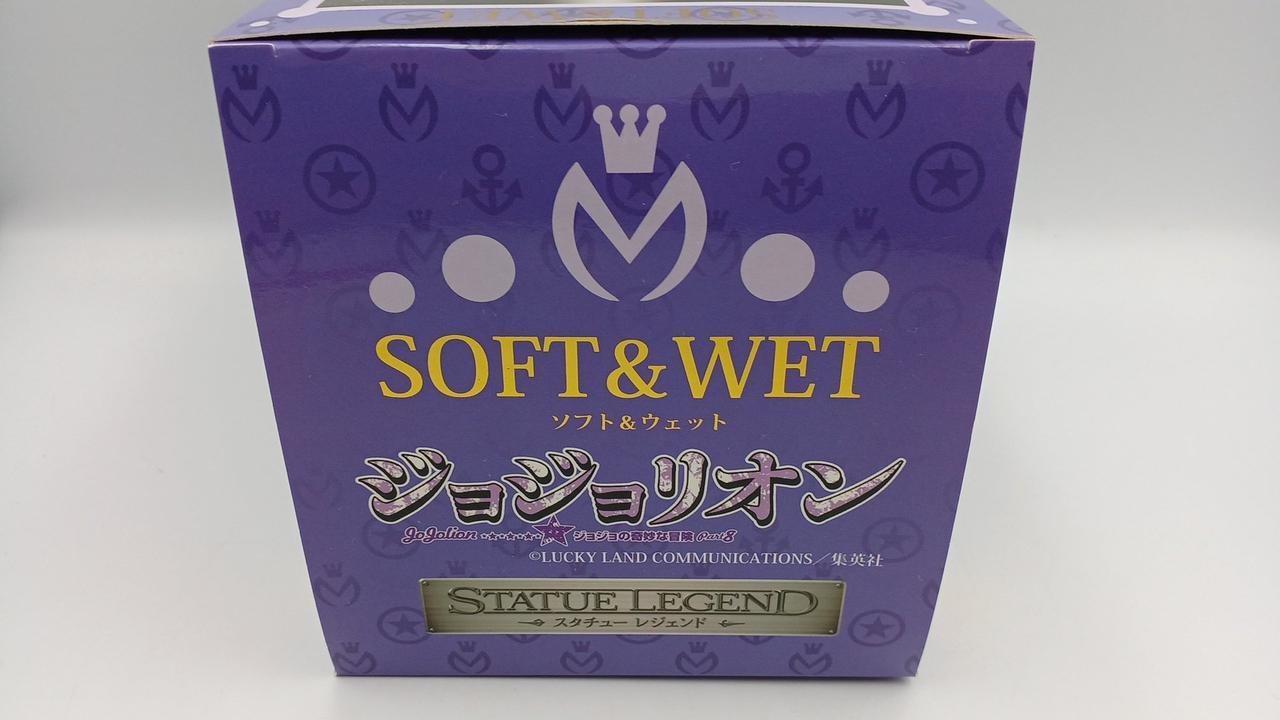 SOFT & WET
SOFT&WET
ソフト&ウェット
ジョジョリオン
JoJolion ジョジョの奇妙な冒険 Part8
©LUCKY LAND COMMUNICATIONS/集英社
STATUE LEGEND
スタチュー レジェンド